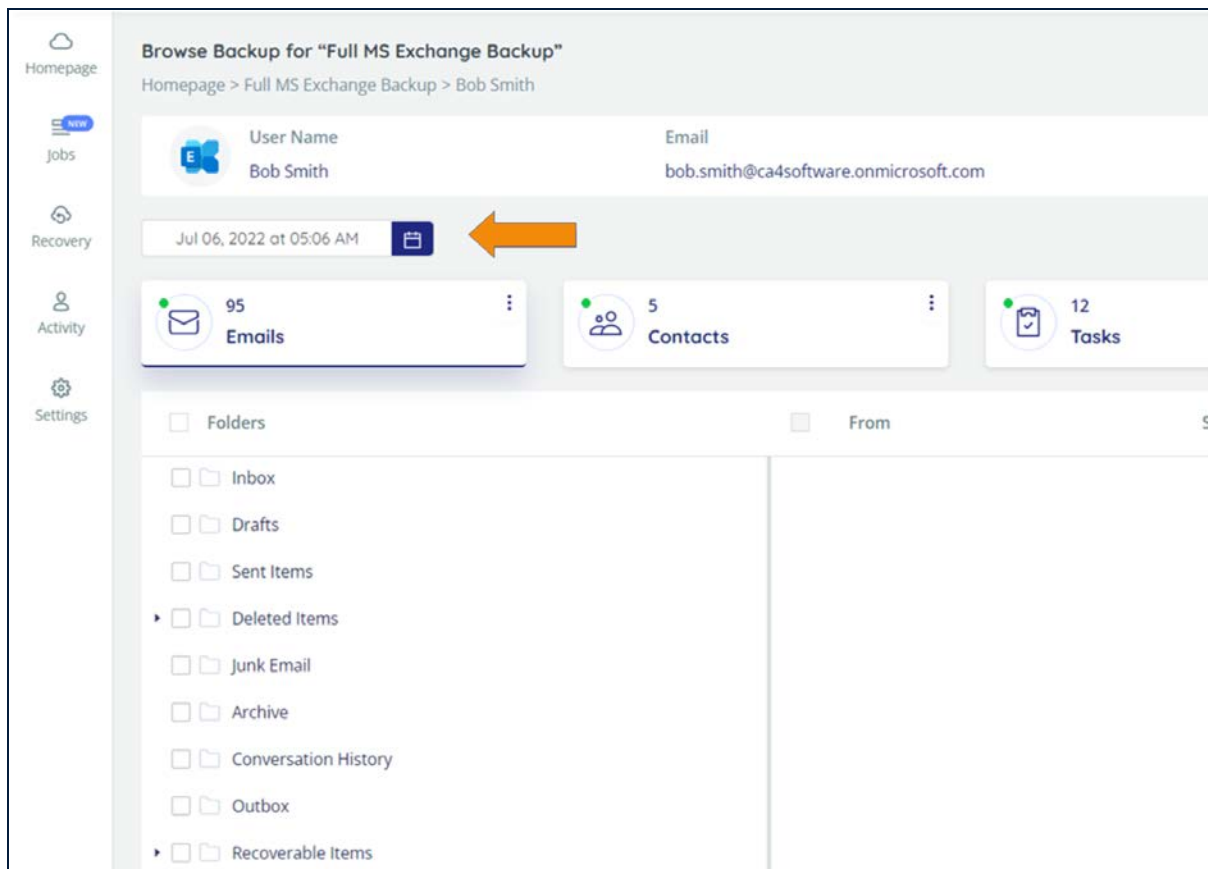 Homepage
NEW
Jobs
Recovery
Activity
Settings
Browse Backup for “Full MS Exchange Backup”
Homepage > Full MS Exchange Backup > Bob Smith
E
User Name
Email
Bob Smith
bob.smith@ca4software.onmicrosoft.com
Jul 06, 2022 at 05:06 AM
95
Emails
5
Contacts
12
Tasks
Folders
From
S
Inbox
Drafts
Sent Items
Deleted Items
Junk Email
Archive
Conversation History
Outbox
Recoverable Items